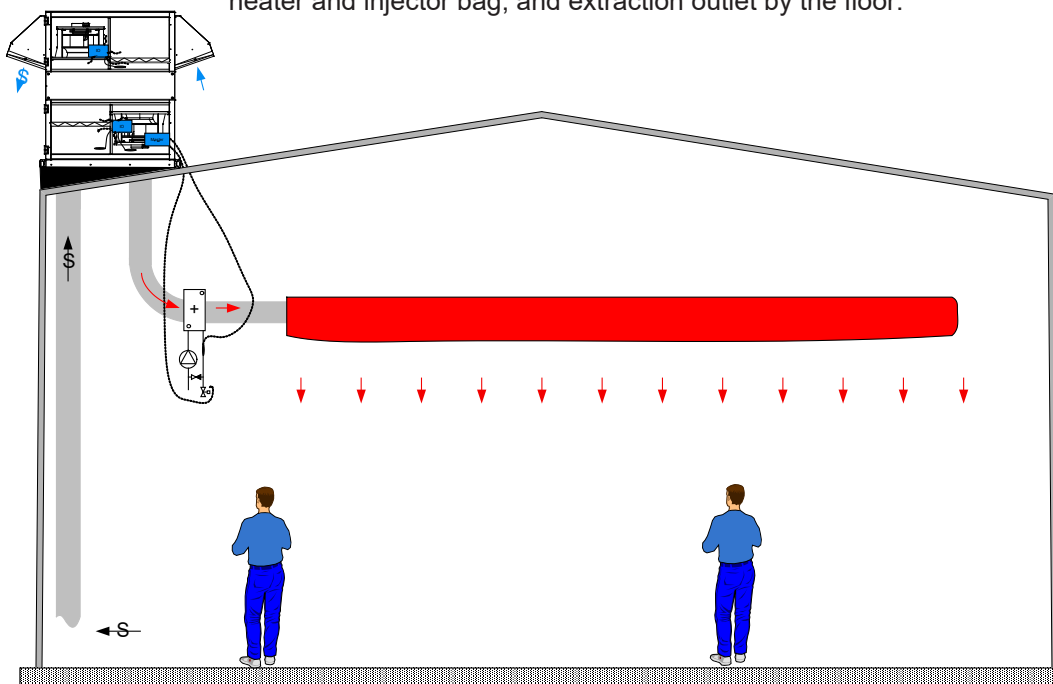 heater and injector bag, and extraction outlet by the floor.
S
S
+
S